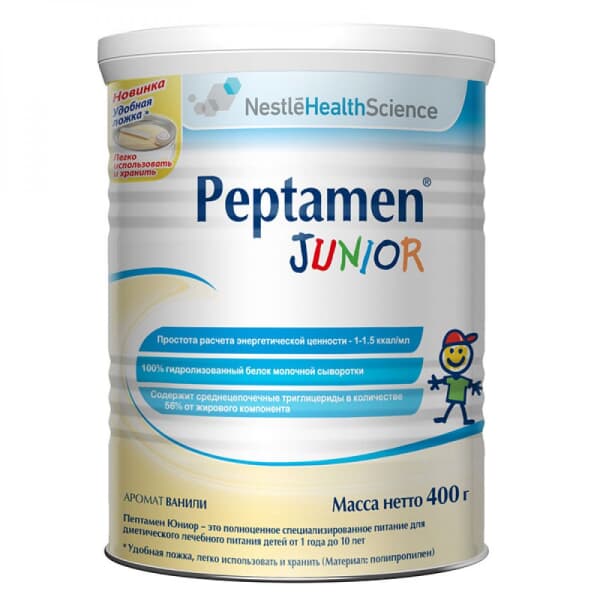 Новинка
Удобная
ложка*
Легко
использовать
и хранить
NestléHealthScience
Peptamen®
JUNIOR
Простота расчета энергетической ценности - 1-1.5 ккал/мл
100% гидролизованный белок молочной сыворотки
Содержит среднецепочечные триглицериды в количестве
56% от жирового компонента
АРОМАТ ВАНИЛИ
Масса нетто 400 г
Пептамен Юниор – это полноценное специализированное питание для
диетического лечебного питания детей от 1 года до 10 лет
*Удобная ложка, легко использовать и хранить (Материал: полипропилен)